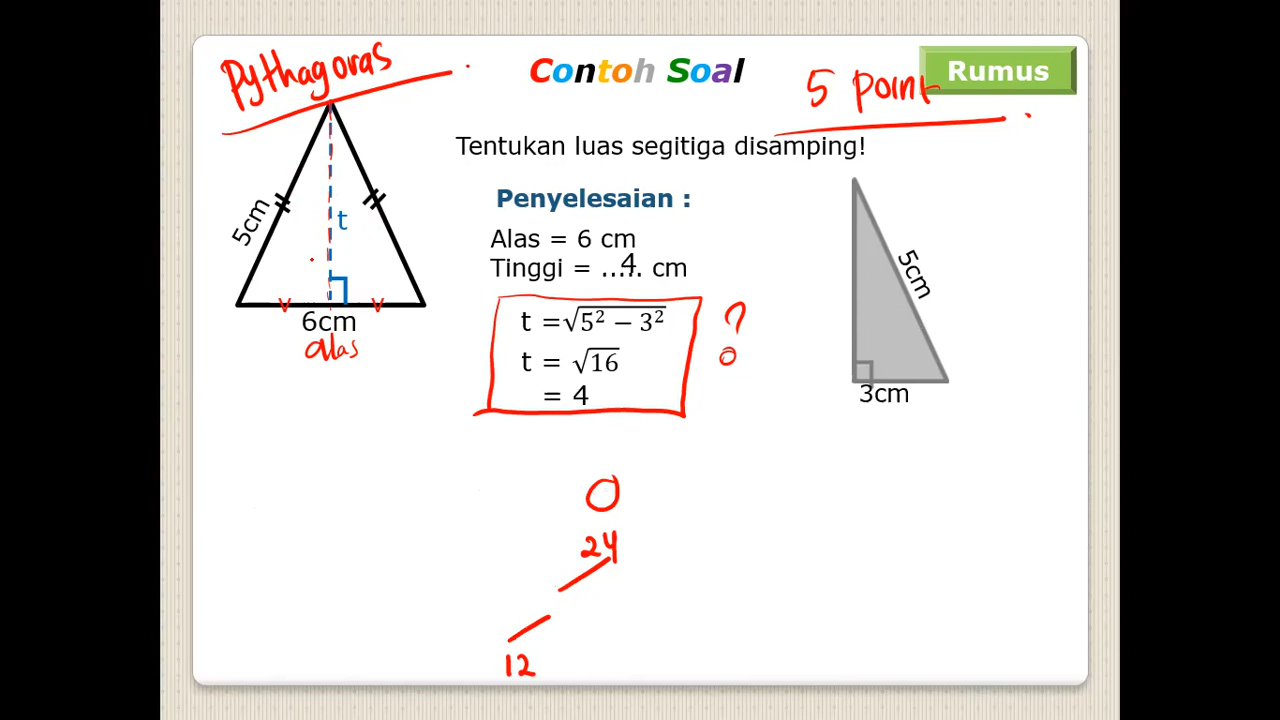 Pythagoras
Contoh Soal
5 point
Rumus
Tentukan luas segitiga disamping!
Penyelesaian :
Alas = 6 cm
Tinggi = ..4.. cm
5cm
t
6cm
alas
t =√5² − 3²
t = √16
= 4
?
5cm
3cm
O
24
12